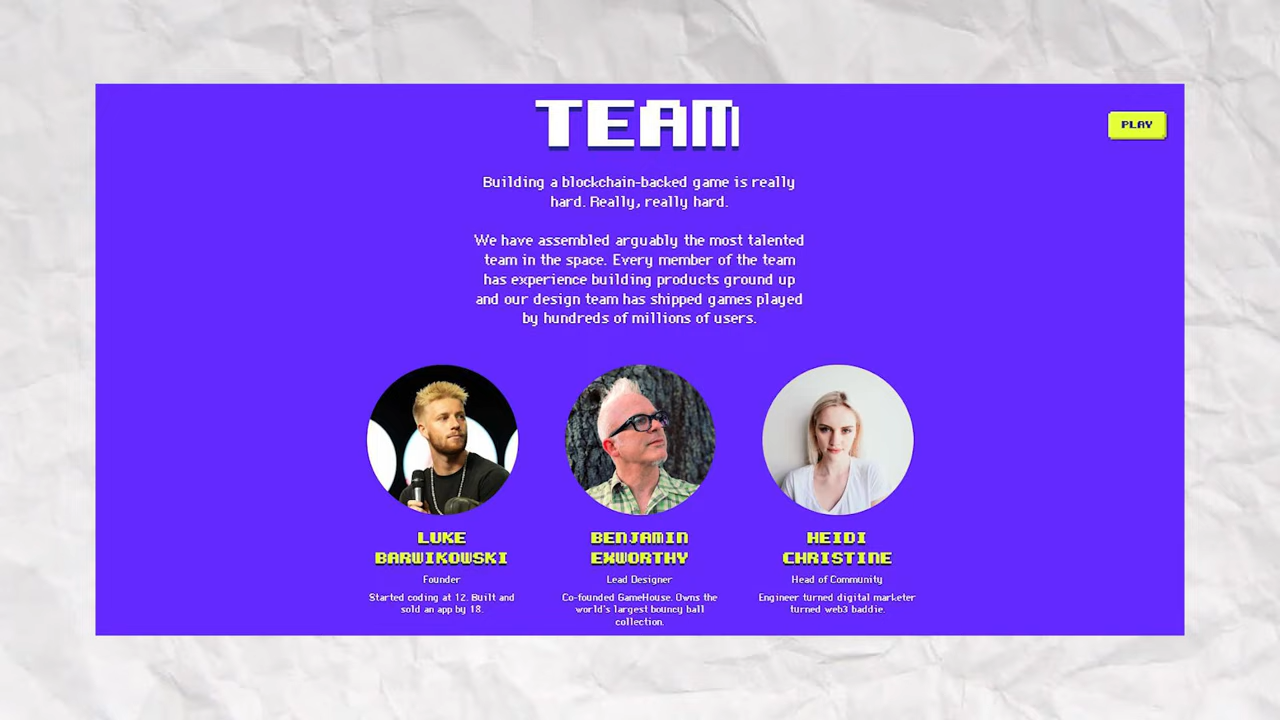 TEAM
PLAY
Building a blockchain-backed game is really
hard. Really, really hard.
We have assembled arguably the most talented
team in the space. Every member of the team
has experience building products ground up
and our design team has shipped games played
by hundreds of millions of users.
LUKE
BARWIKOWSKI
Founder
Started coding at 12. Built and
sold an app by 18.
BENJAMIN
EXWORTHY
Lead Designer
Co-founded GameHouse. Owns the
world's largest bouncy ball
collection.
HEIDI
CHRISTINE
Head of Community
Engineer turned digital marketer
turned web3 baddie.